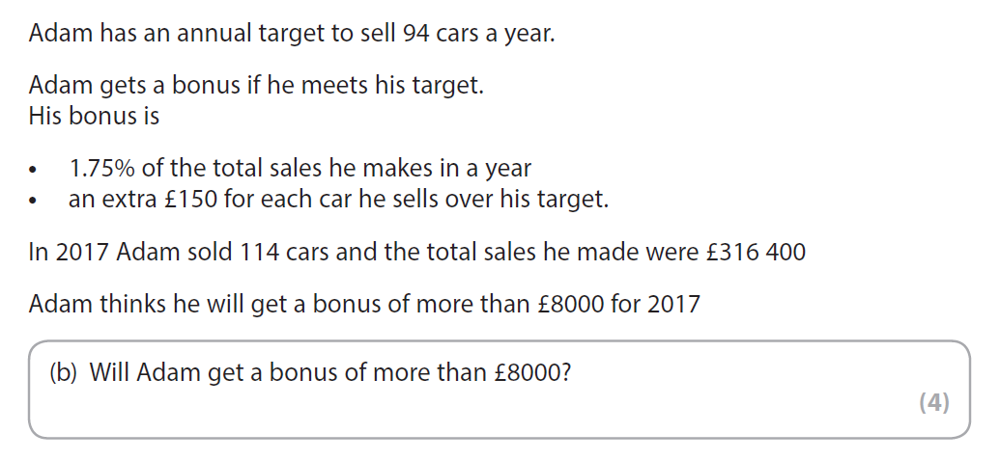 Adam has an annual target to sell 94 cars a year.
Adam gets a bonus if he meets his target.
His bonus is
• 1.75% of the total sales he makes in a year
• an extra £150 for each car he sells over his target.
In 2017 Adam sold 114 cars and the total sales he made were £316 400
Adam thinks he will get a bonus of more than £8000 for 2017
(b) Will Adam get a bonus of more than £8000?
(4)